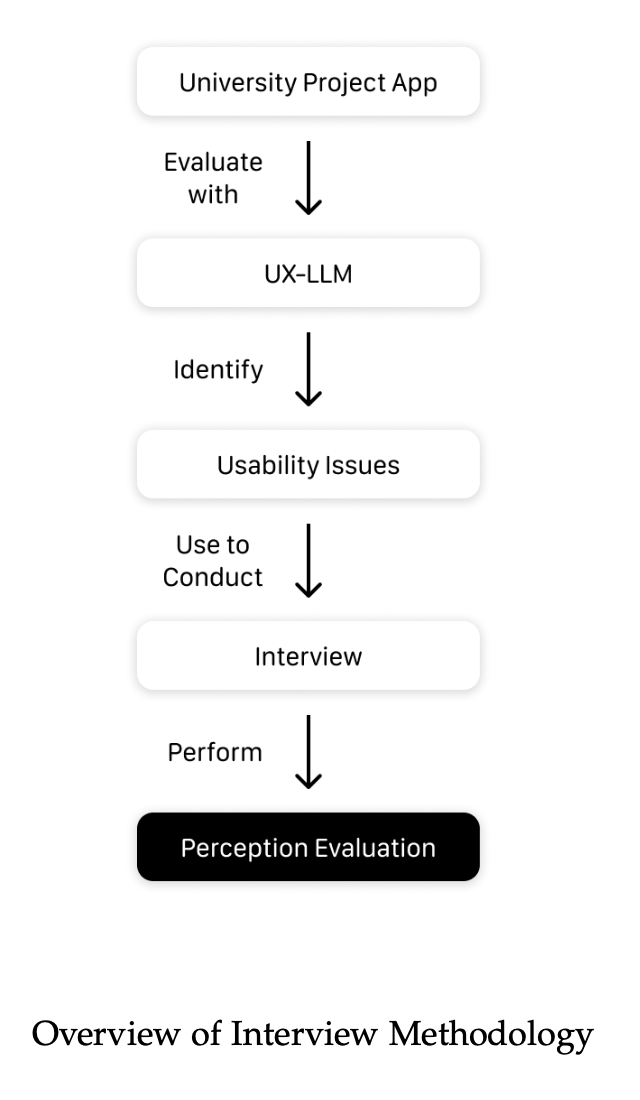 University Project App
Evaluate
with
UX-LLM
Identify
Usability Issues
Use to
Conduct
Interview
Perform
Perception Evaluation
Overview of Interview Methodology